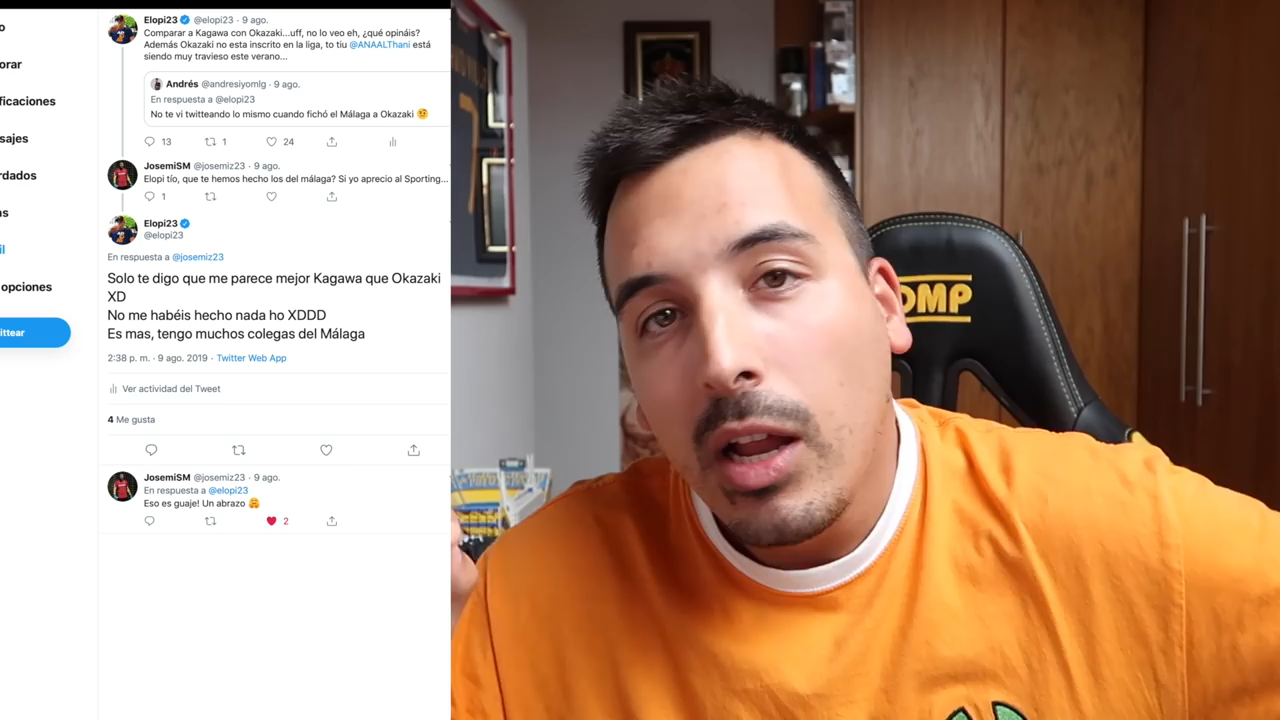 Elopi23 @elopi23 · 9 ago.
Comparar a Kagawa con Okazaki...uff, no lo veo eh, ¿qué opináis?
Además Okazaki no esta inscrito en la liga, to tiu @ANAALThani está
siendo muy travieso este verano...
Andrés @andresiyomlg · 9 ago.
En respuesta a @elopi23
No te vi twitteando lo mismo cuando fichó el Málaga a Okazaki 🤨
13 1 24
JosemiSM @josemiz23 · 9 ago.
Elopi tío, que te hemos hecho los del málaga? Si yo aprecio al Sporting...
1
Elopi23
@elopi23
En respuesta a @josemiz23
Solo te digo que me parece mejor Kagawa que Okazaki
XD
No me habéis hecho nada ho XDDD
Es mas, tengo muchos colegas del Málaga
2:38 p. m. · 9 ago. 2019 · Twitter Web App
Ver actividad del Tweet
4 Me gusta
JosemiSM @josemiz23 · 9 ago.
En respuesta a @elopi23
Eso es guaje! Un abrazo 🤗
2
o
orar
ficaciones
sajes
rdados
as
il
opciones
ittear
OMP